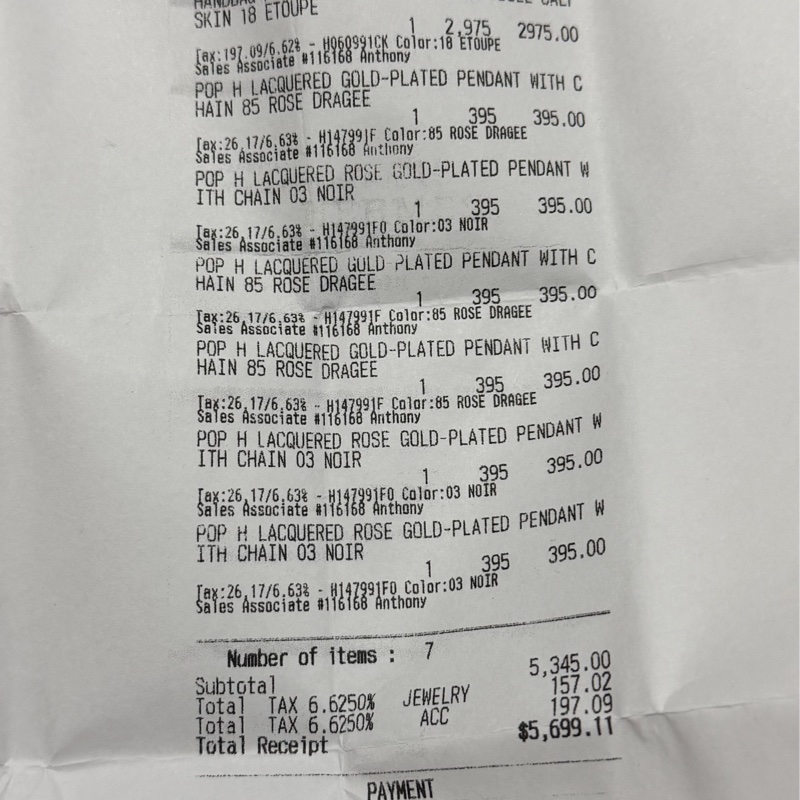 SKIN 18 ETOUPE
1 2,975 2975.00
Tax:197.09/6.62% - H060991CK Color:18 ETOUPE
Sales Associate #116168 Anthony
POP H LACQUERED GOLD-PLATED PENDANT WITH C
HAIN 85 ROSE DRAGEE
1 395 395.00
Tax:26.17/6.63% - H147991F Color:85 ROSE DRAGEE
Sales Associate #116168 Anthony
POP H LACQUERED ROSE GOLD-PLATED PENDANT W
ITH CHAIN 03 NOIR
1 395 395.00
Tax:26.17/6.63% - H147991FO Color:03 NOIR
Sales Associate #116168 Anthony
POP H LACQUERED GOLD-PLATED PENDANT WITH C
HAIN 85 ROSE DRAGEE
1 395 395.00
Tax:26.17/6.63% - H147991F Color:85 ROSE DRAGEE
Sales Associate #116168 Anthony
POP H LACQUERED GOLD-PLATED PENDANT WITH C
HAIN 85 ROSE DRAGEE
1 395 395.00
Tax:26.17/6.63% - H147991F Color:85 ROSE DRAGEE
Sales Associate #116168 Anthony
POP H LACQUERED ROSE GOLD-PLATED PENDANT W
ITH CHAIN 03 NOIR
1 395 395.00
Tax:26.17/6.63% - H147991FO Color:03 NOIR
Sales Associate #116168 Anthony
POP H LACQUERED ROSE GOLD-PLATED PENDANT W
ITH CHAIN 03 NOIR
1 395 395.00
Tax:26.17/6.63% - H147991FO Color:03 NOIR
Sales Associate #116168 Anthony
Number of items : 7
Subtotal 5,345.00
Total TAX 6.6250% JEWELRY 157.02
Total TAX 6.6250% ACC 197.09
Total Receipt $5,699.11
PAYMENT